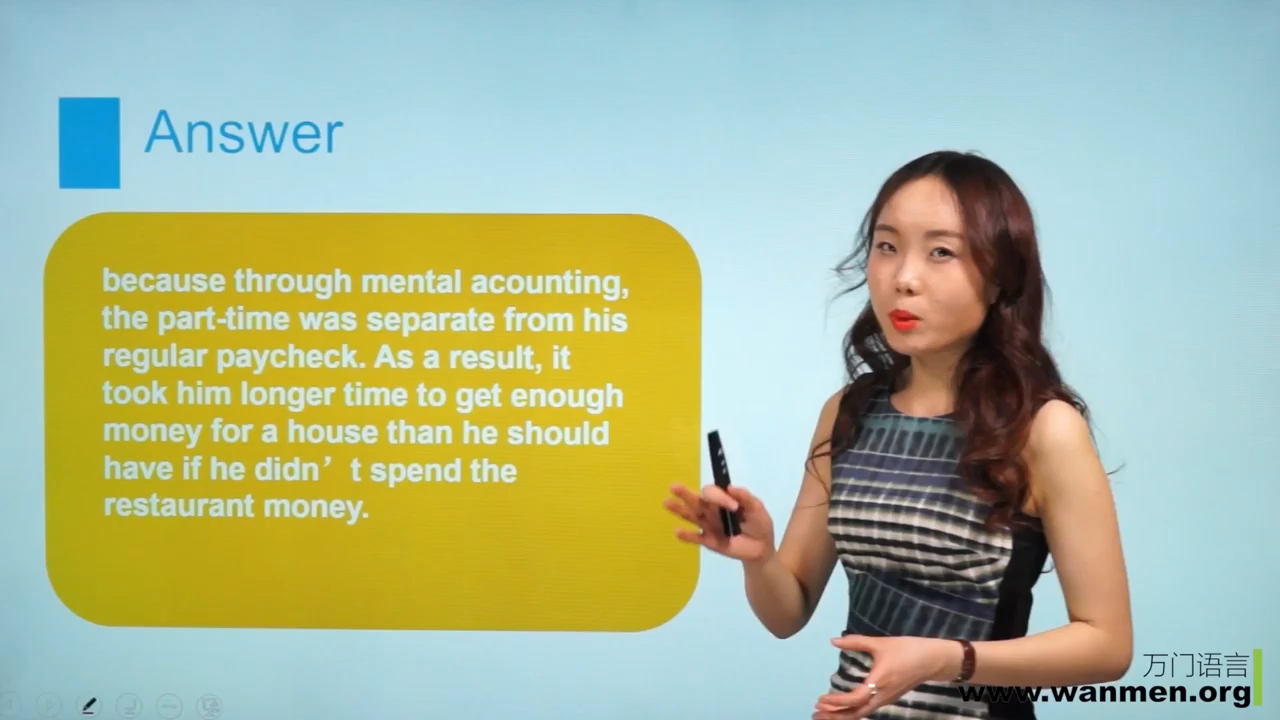 Answer
because through mental acounting,
the part-time was separate from his
regular paycheck. As a result, it
took him longer time to get enough
money for a house than he should
have if he didn’t spend the
restaurant money.
万门语言
www.wanmen.org